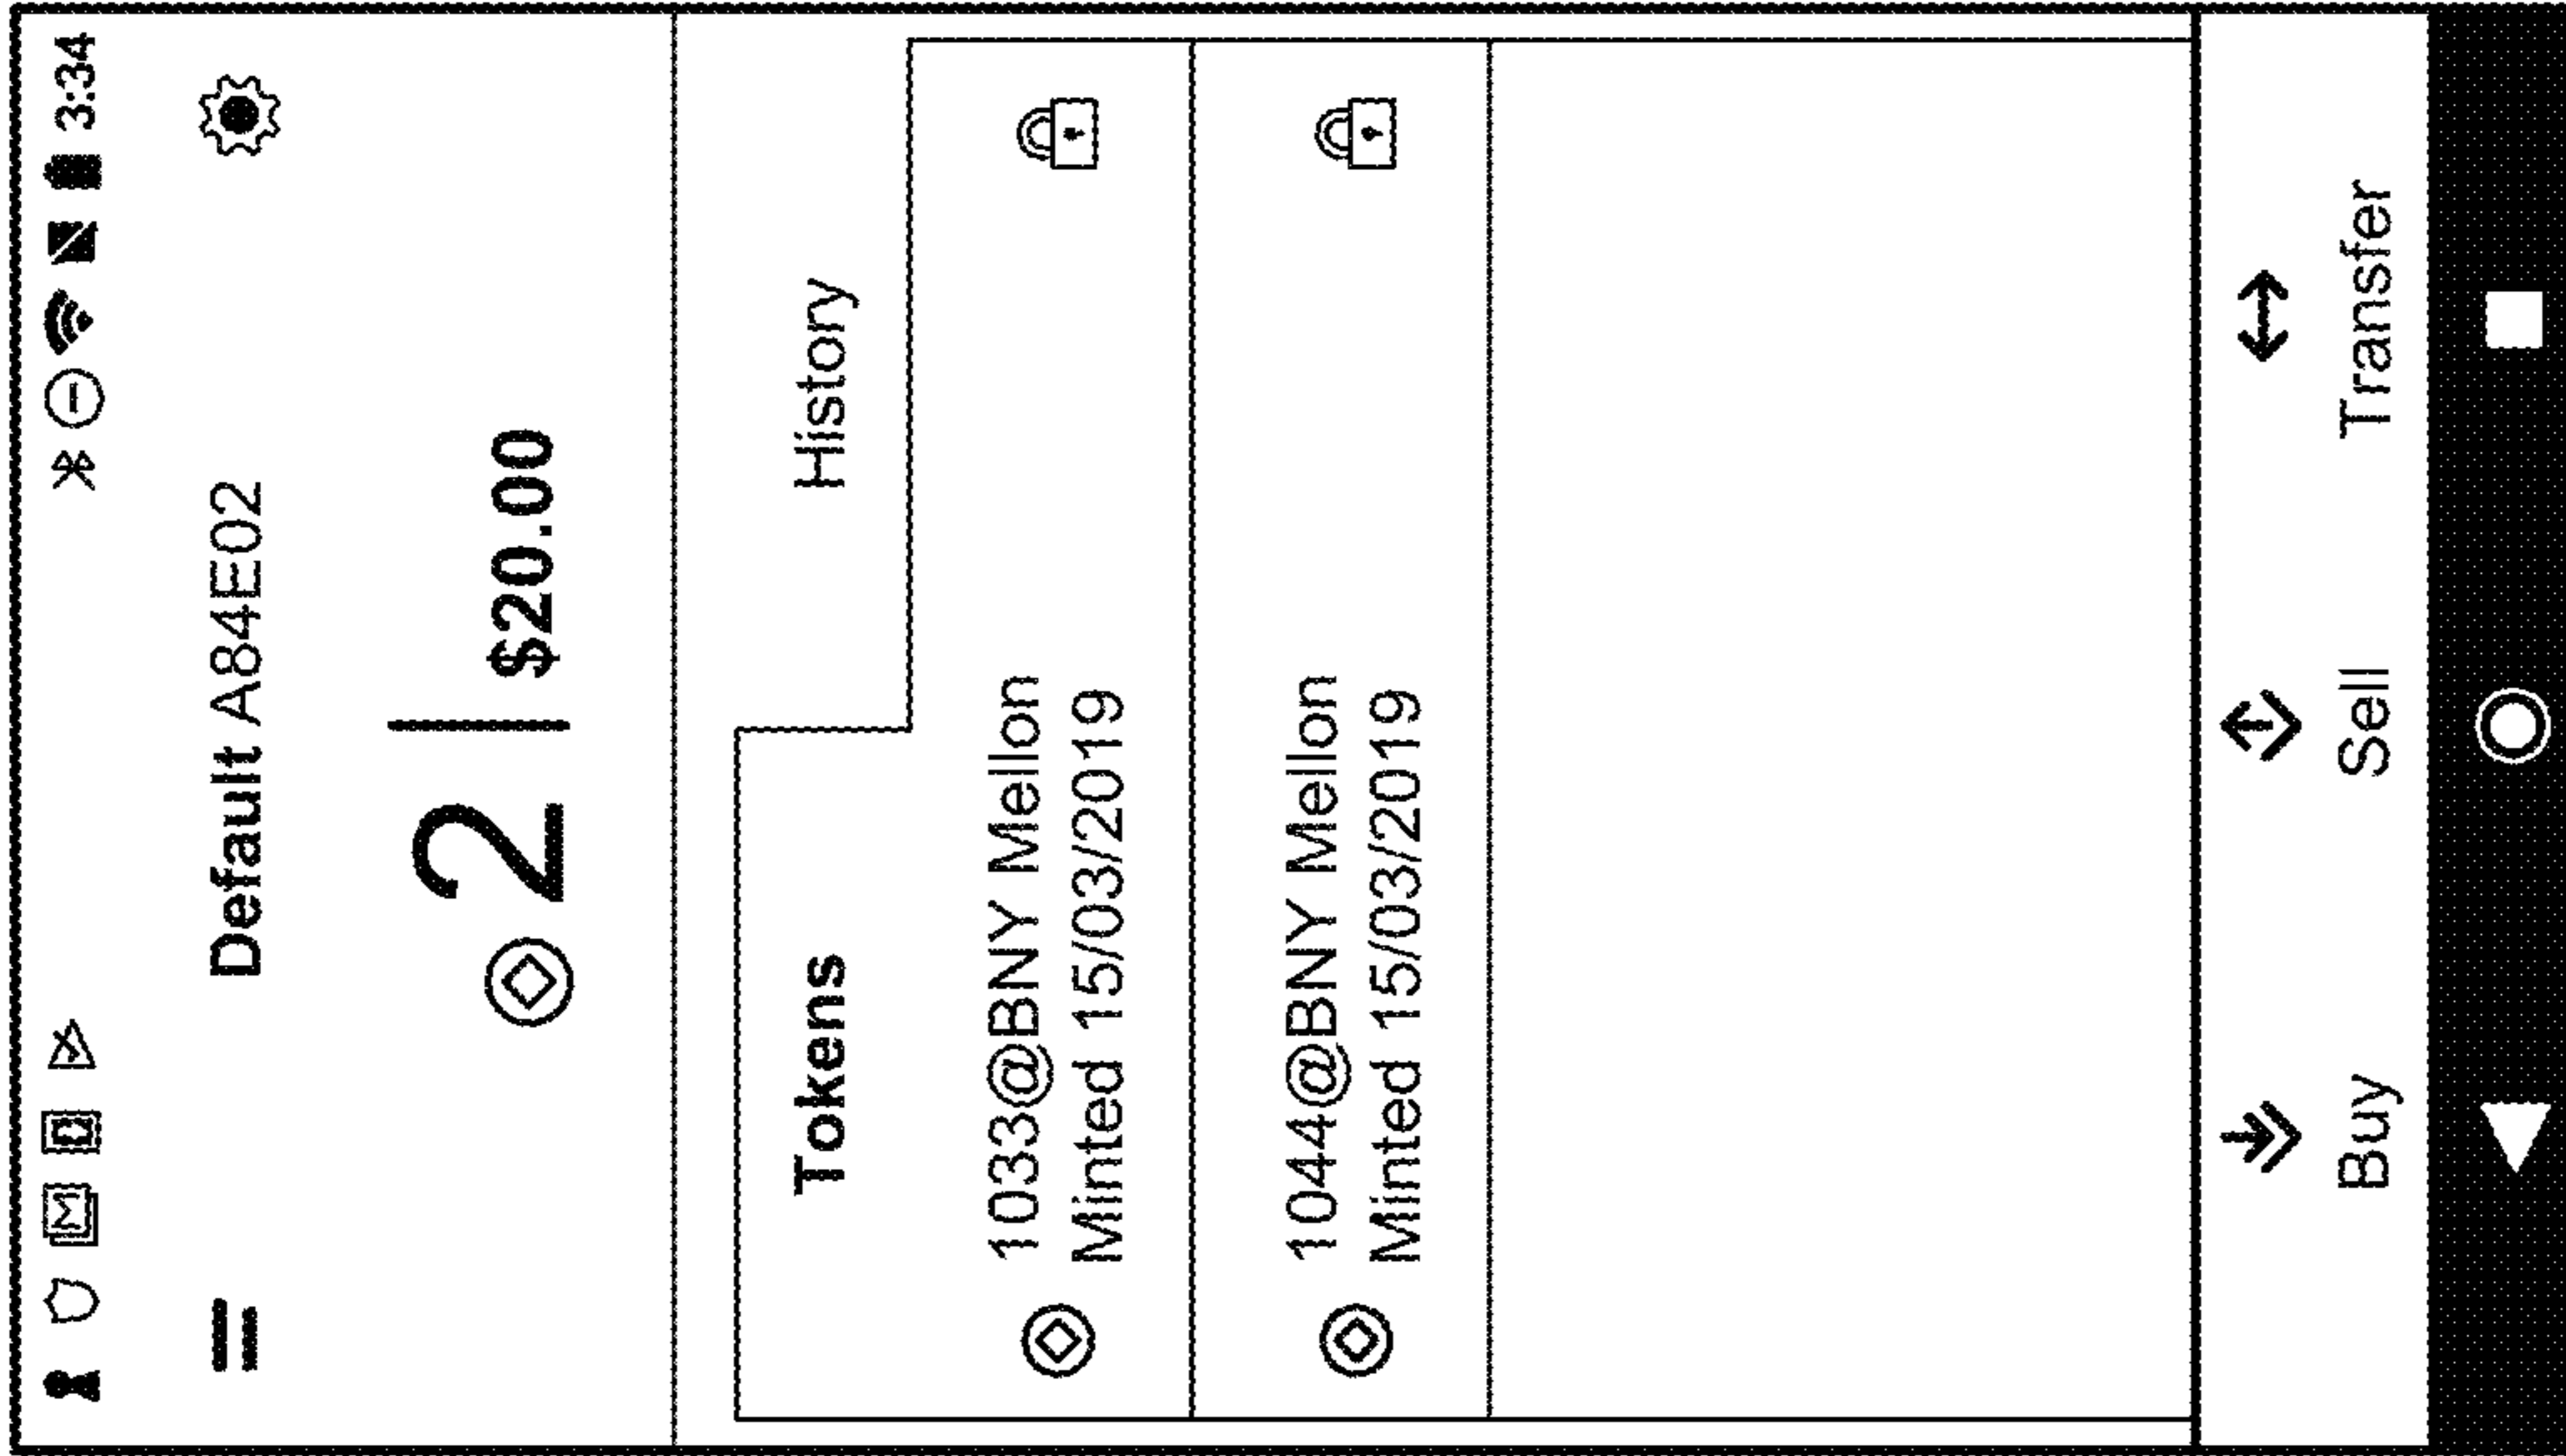 3:34
Default A84E02
2 | $20.00
Tokens
History
1033@BNY Mellon
Minted 15/03/2019
1044@BNY Mellon
Minted 15/03/2019
Buy
Sell
Transfer